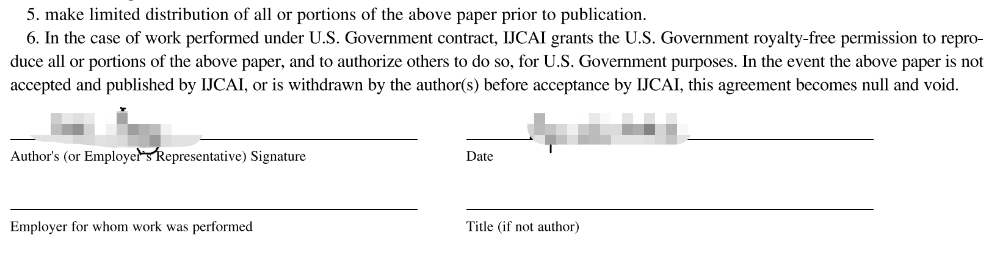 5. make limited distribution of all or portions of the above paper prior to publication.
6. In the case of work performed under U.S. Government contract, IJCAI grants the U.S. Government royalty-free permission to repro-
duce all or portions of the above paper, and to authorize others to do so, for U.S. Government purposes. In the event the above paper is not
accepted and published by IJCAI, or is withdrawn by the author(s) before acceptance by IJCAI, this agreement becomes null and void.
Author's (or Employer's Representative) Signature
Date
Employer for whom work was performed
Title (if not author)